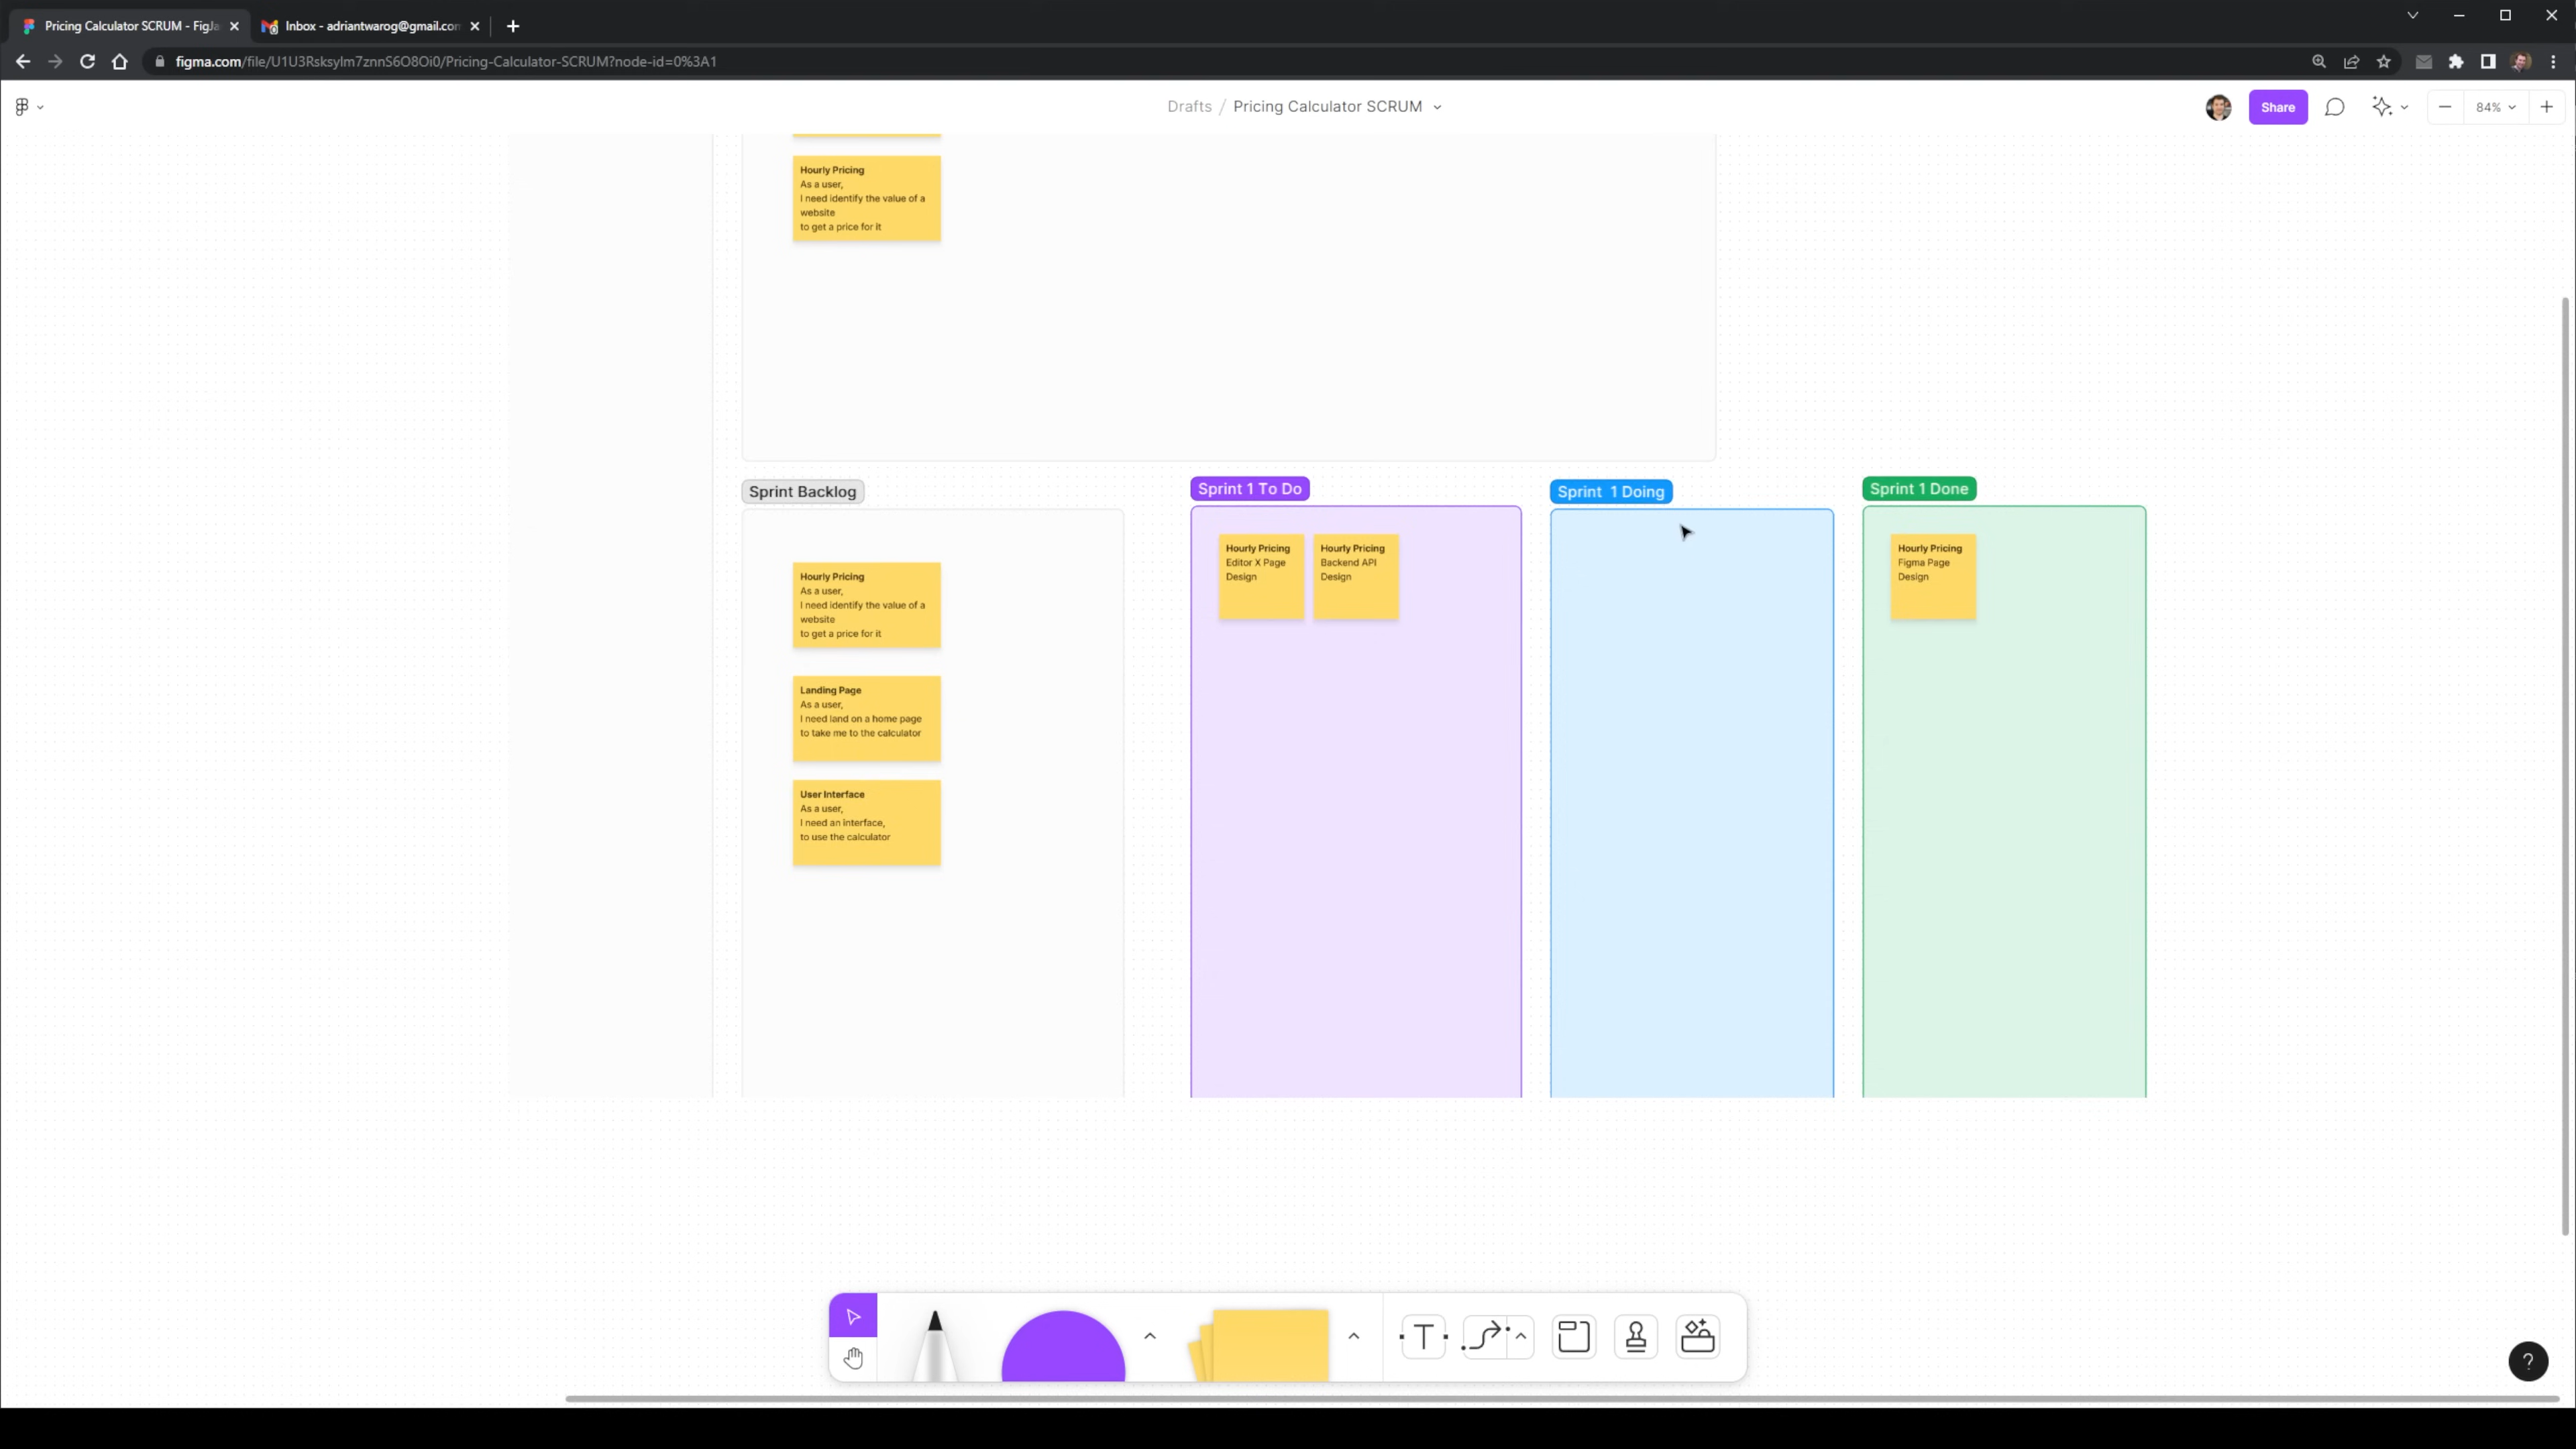 Pricing Calculator SCRUM - FigJa
Inbox - adriantwarog@gmail.co
figma.com/file/U1U3Rsksylm7znnS6O8Oi0/Pricing-Calculator-SCRUM?node-id=0%3A1
Drafts / Pricing Calculator SCRUM
Share
84%
Hourly Pricing
As a user,
I need identify the value of a
website
to get a price for it
Sprint Backlog
Hourly Pricing
As a user,
I need identify the value of a
website
to get a price for it
Landing Page
As a user,
I need land on a home page
to take me to the calculator
User Interface
As a user,
I need an interface,
to use the calculator
Sprint 1 To Do
Hourly Pricing
Editor X Page
Design
Hourly Pricing
Backend API
Design
Sprint  1 Doing
Sprint 1 Done
Hourly Pricing
Figma Page
Design
T
?